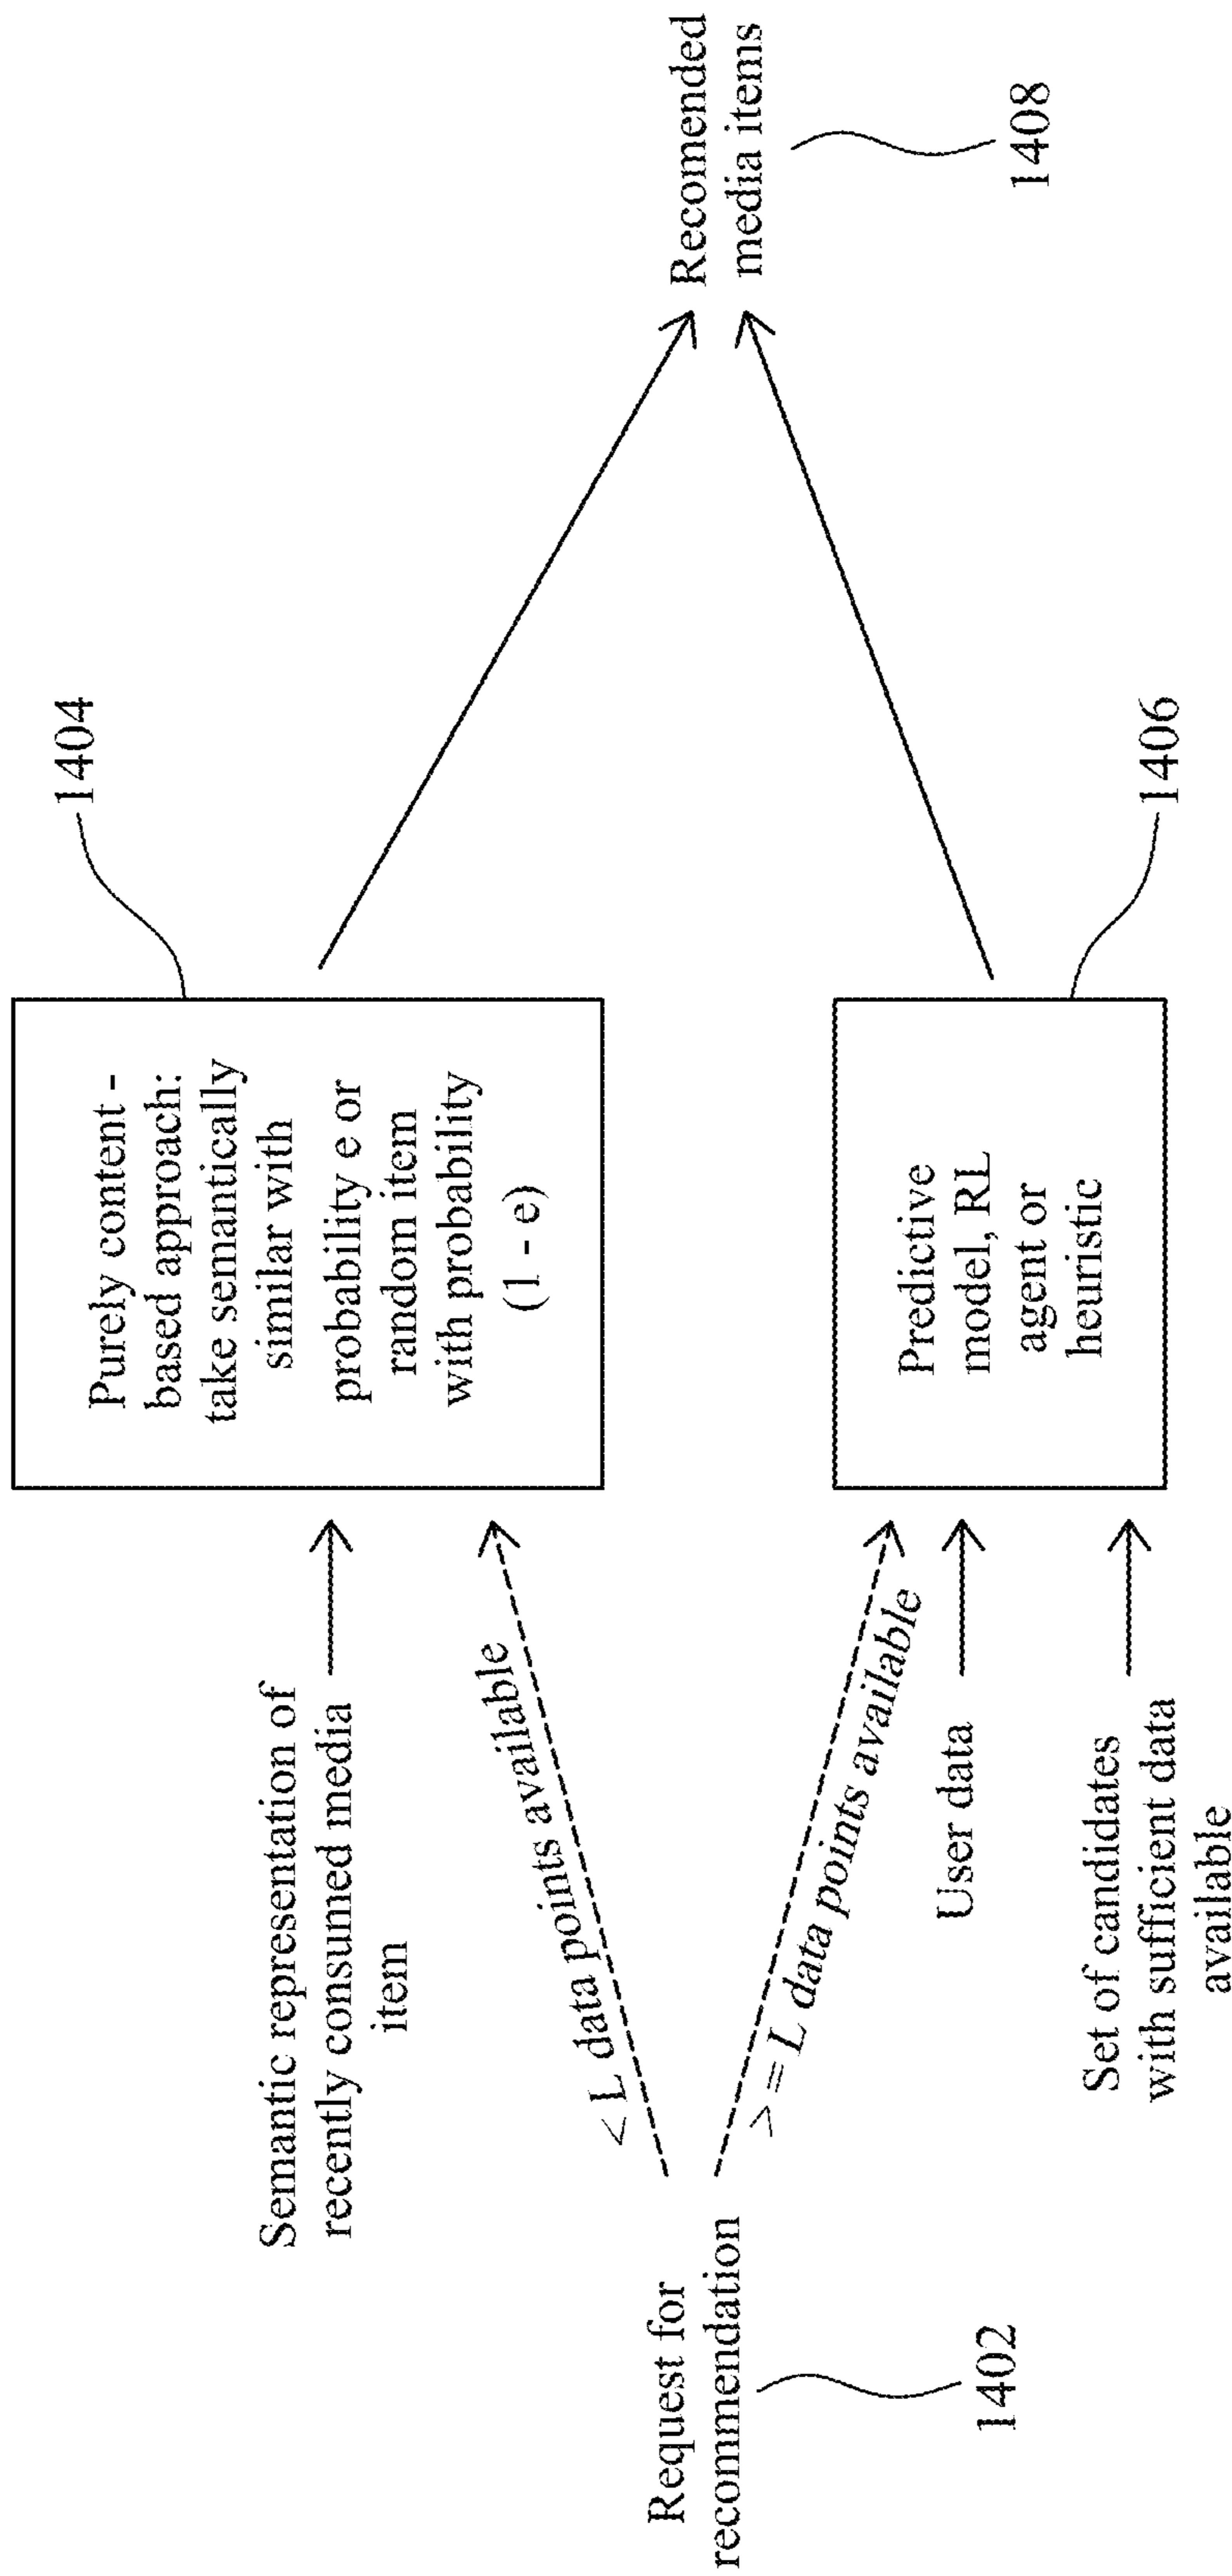 Request for
recommendation
1402
Semantic representation of
recently consumed media
item
< L data points available
> = L data points available
User data
Set of candidates
with sufficient data
available
Purely content -
based approach:
take semantically
similar with
probability e or
random item
with probability
(1 - e)
1404
Predictive
model, RL
agent or
heuristic
1406
Recomended
media items
1408